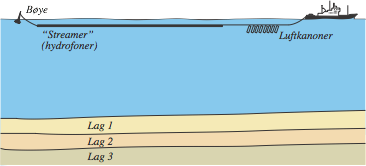 Bøye
“Streamer”
(hydrofoner)
Luftkanoner
Lag 1
Lag 2
Lag 3